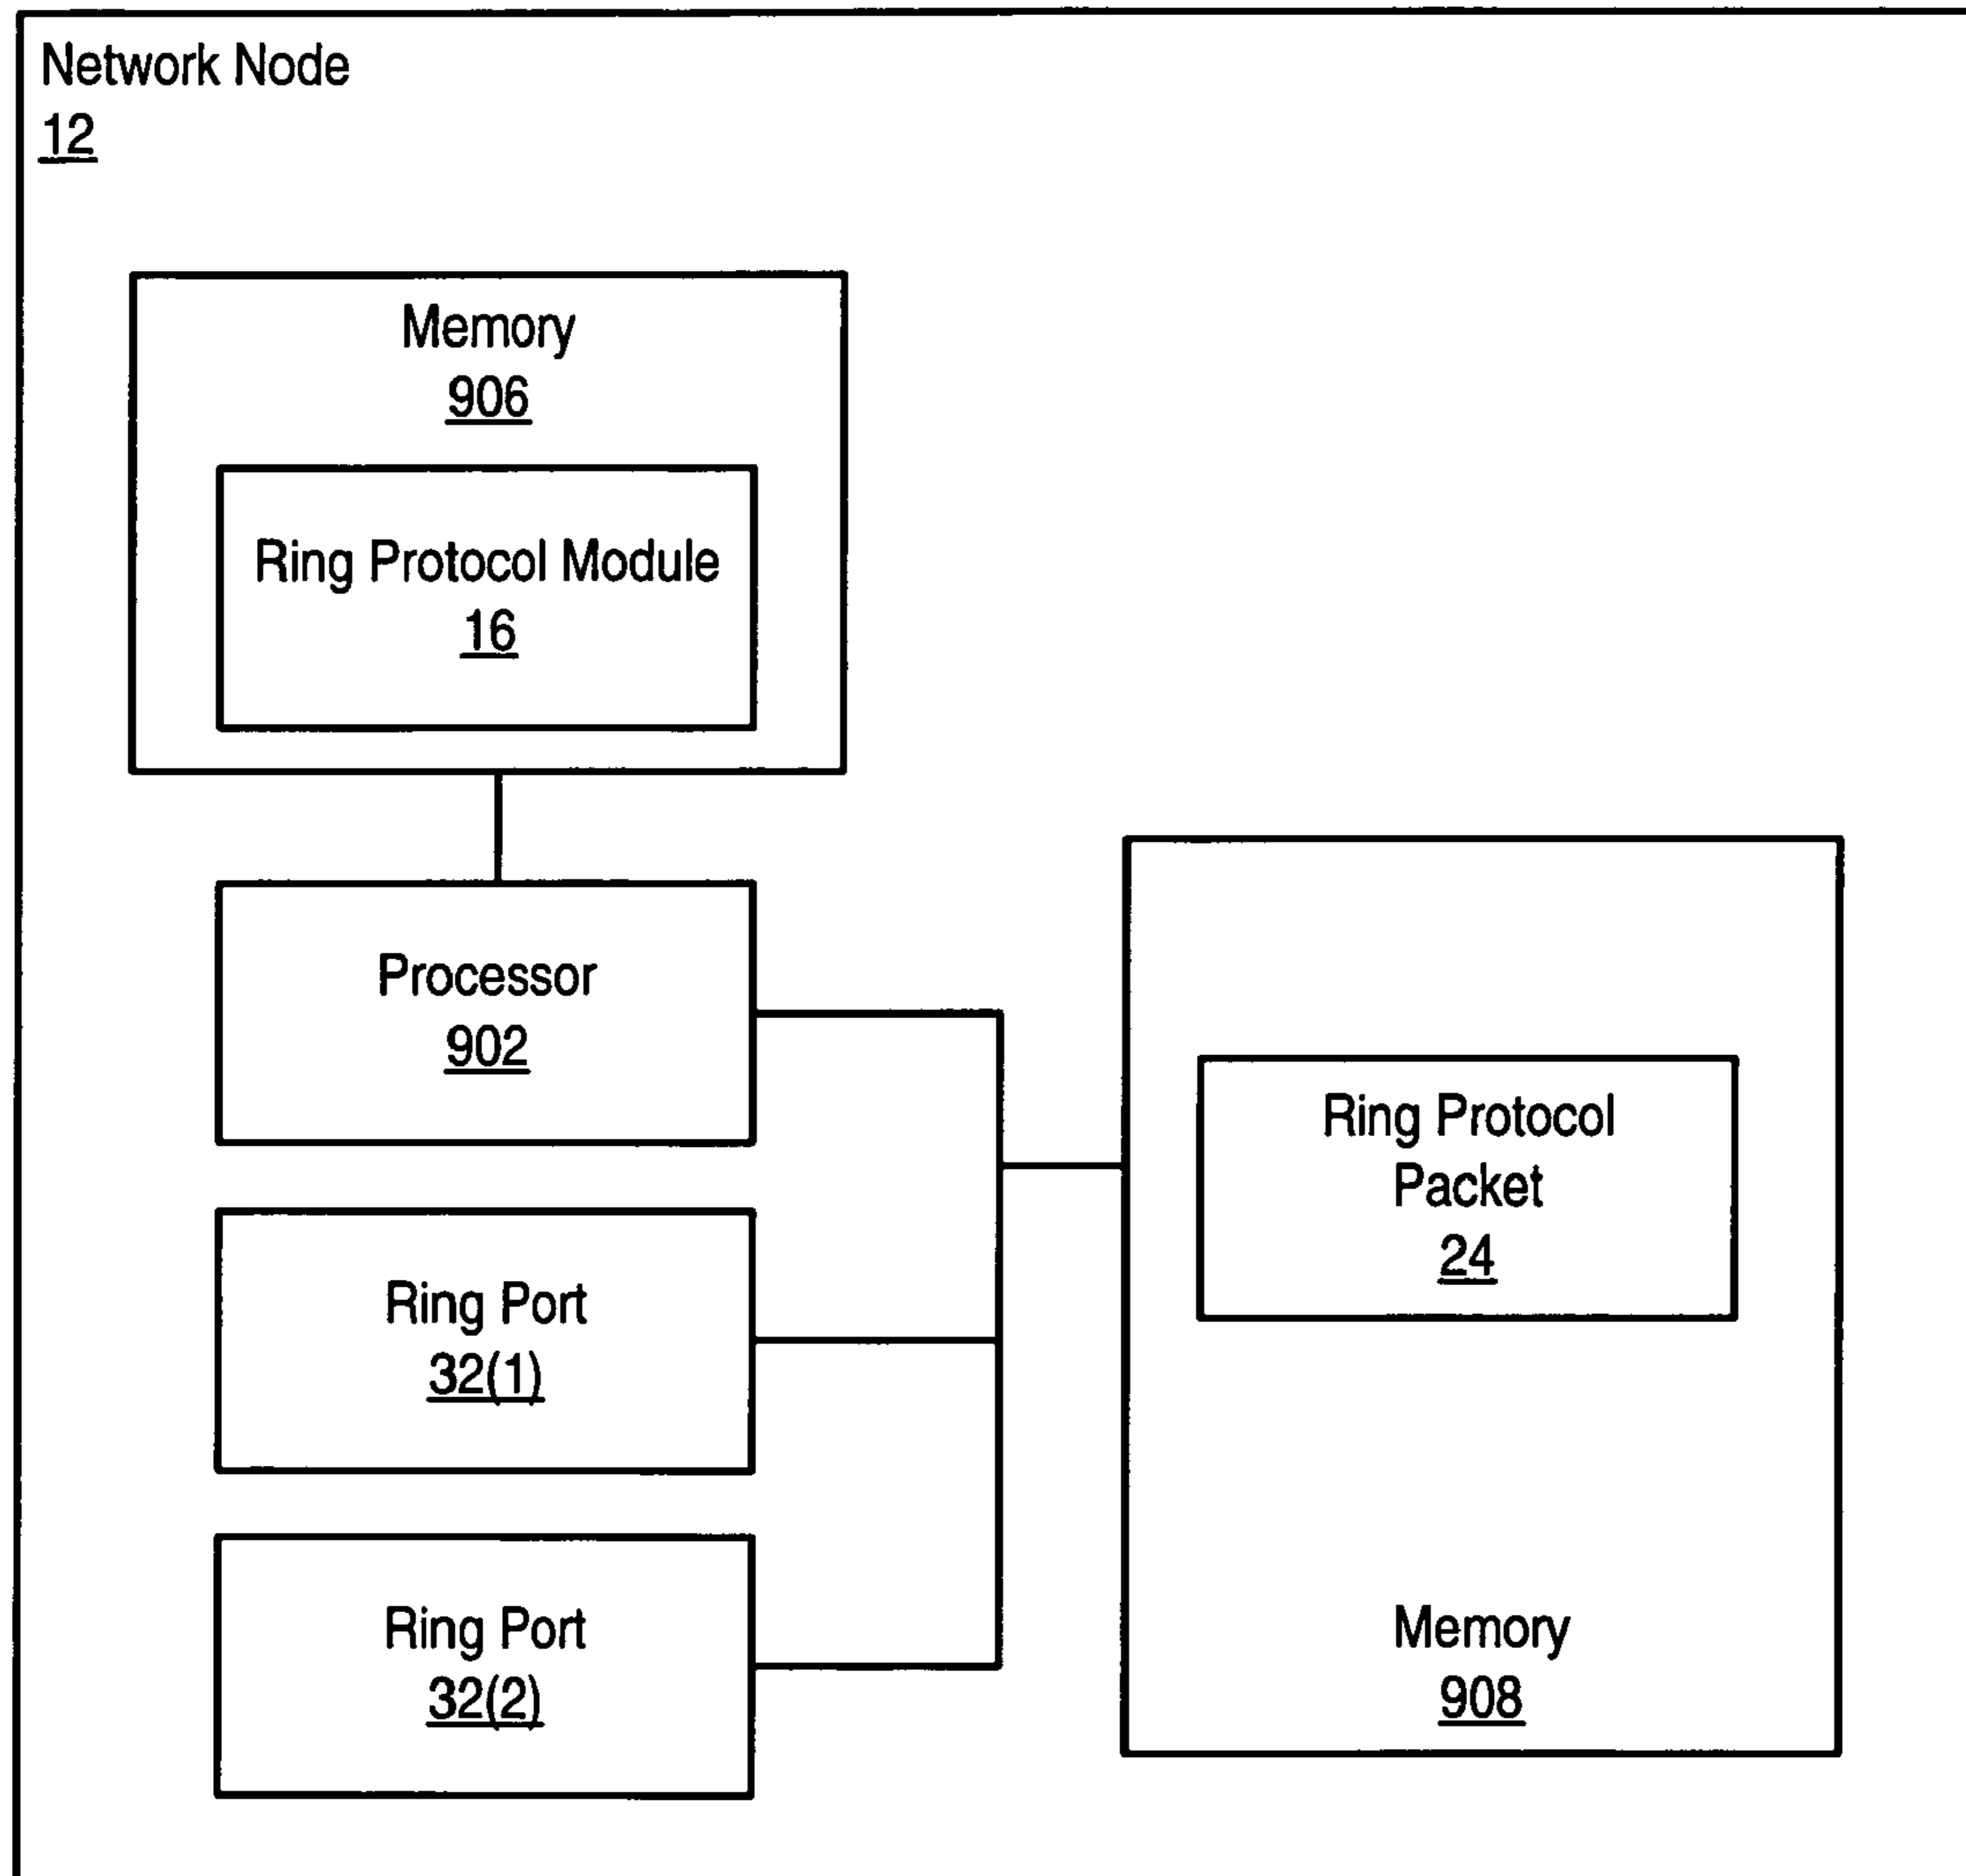 Network Node
12
Memory
906
Ring Protocol Module
16
Processor
902
Ring Port
32(1)
Ring Port
32(2)
Ring Protocol
Packet
24
Memory
908